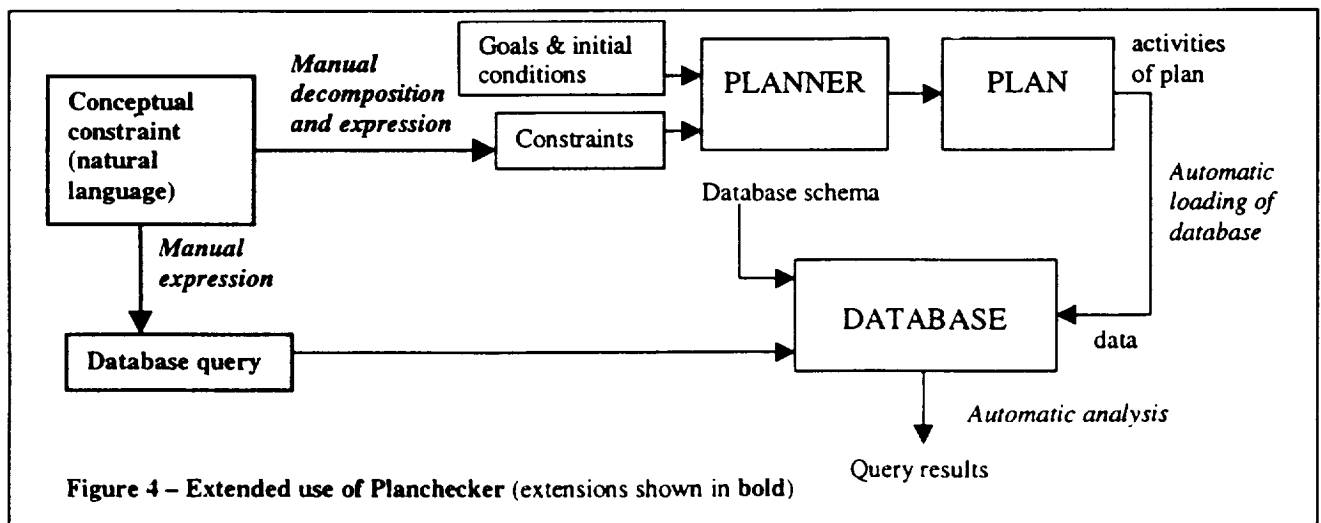 Goals & initial
conditions
Manual
decomposition
and expression
Conceptual
constraint
(natural
language)
Constraints
PLANNER
PLAN
activities
of plan
Automatic
loading of
database
Database schema
Manual
expression
DATABASE
data
Database query
Automatic analysis
Query results
Figure 4 – Extended use of Planchecker (extensions shown in bold)